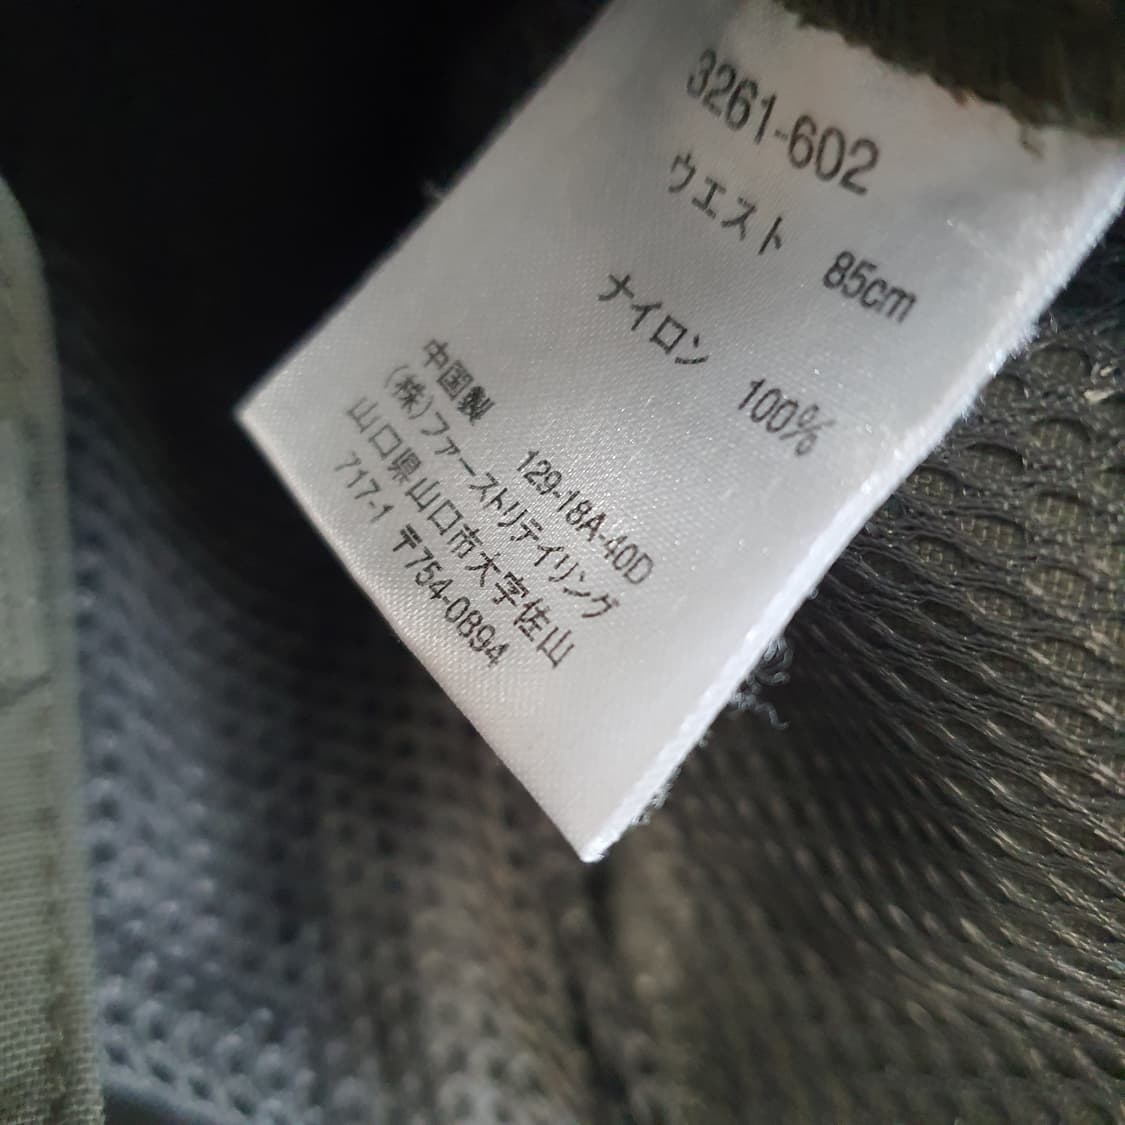 3261-602
ウエスト 85cm
ナイロン 100%
中国製 129-18A-40D
(株)ファーストリテイリング
山口県山口市大字佐山
717-1 〒754-0894